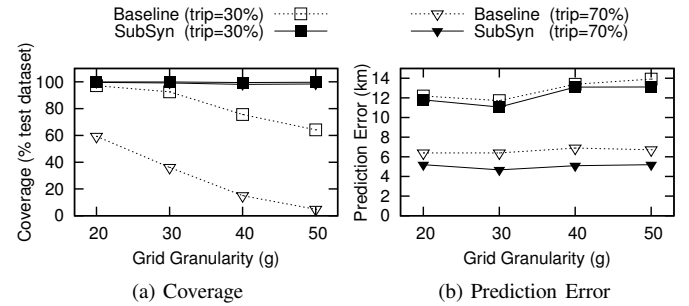 Baseline (trip=30%)
SubSyn (trip=30%)
Baseline (trip=70%)
SubSyn (trip=70%)
Coverage (% test dataset)
100
80
60
40
20
0
20 30 40 50
Grid Granularity (g)
(a) Coverage
Prediction Error (km)
14
12
10
8
6
4
2
0
20 30 40 50
Grid Granularity (g)
(b) Prediction Error